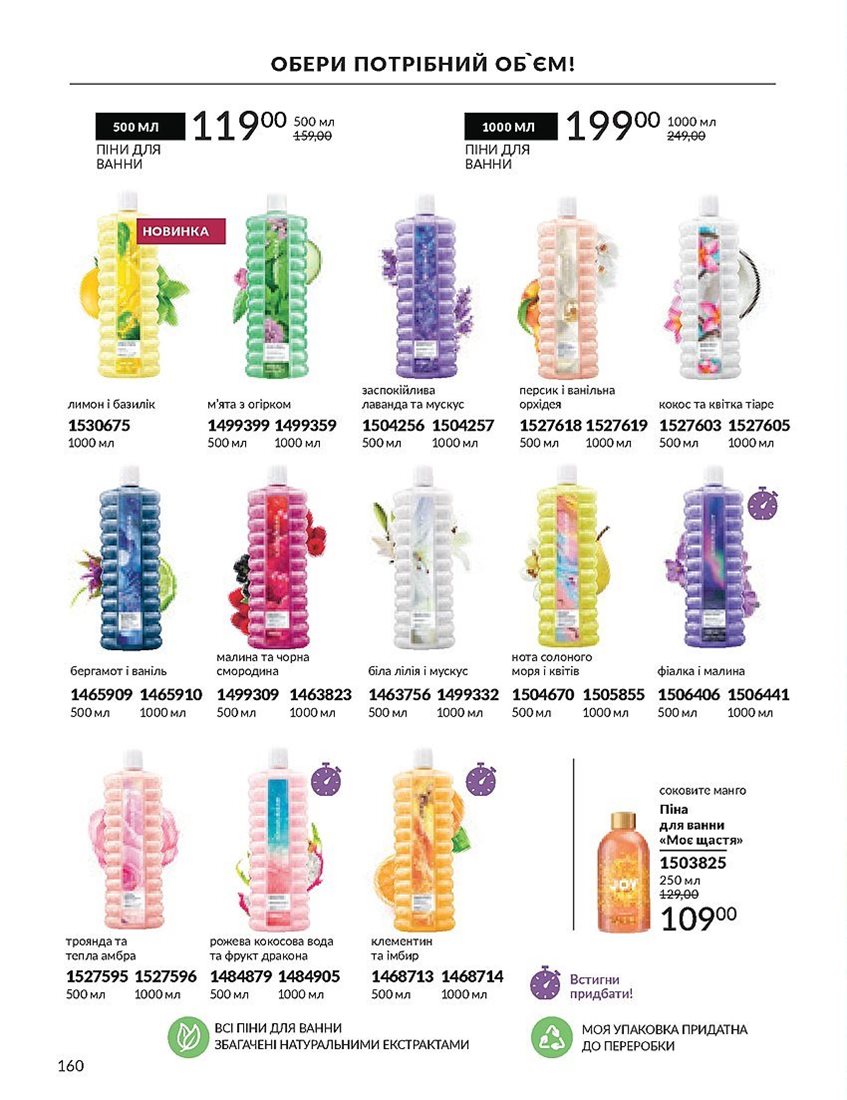 ОБЕРИ ПОТРІБНИЙ ОБ`ЄМ!
500 МЛ
119⁰⁰
500 мл
159,00
ПІНИ ДЛЯ
ВАННИ
1000 МЛ
199⁰⁰
1000 мл
249,00
ПІНИ ДЛЯ
ВАННИ
НОВИНКА
лимон і базилік
1530675
1000 мл
м'ята з огірком
1499399 1499359
500 мл 1000 мл
заспокійлива
лаванда та мускус
1504256 1504257
500 мл 1000 мл
персик і ванільна
орхідея
1527618 1527619
500 мл 1000 мл
кокос та квітка тіаре
1527603 1527605
500 мл 1000 мл
бергамот і ваніль
1465909 1465910
500 мл 1000 мл
малина та чорна
смородина
1499309 1463823
500 мл 1000 мл
біла лілія і мускус
1463756 1499332
500 мл 1000 мл
нота солоного
моря і квітів
1504670 1505855
500 мл 1000 мл
фіалка і малина
1506406 1506441
500 мл 1000 мл
троянда та
тепла амбра
1527595 1527596
500 мл 1000 мл
рожева кокосова вода
та фрукт дракона
1484879 1484905
500 мл 1000 мл
клементин
та імбир
1468713 1468714
500 мл 1000 мл
JOY
соковите манго
Піна
для ванни
«Моє щастя»
1503825
250 мл
129,00
109⁰⁰
Встигни
придбати!
ВСІ ПІНИ ДЛЯ ВАННИ
ЗБАГАЧЕНІ НАТУРАЛЬНИМИ ЕКСТРАКТАМИ
МОЯ УПАКОВКА ПРИДАТНА
ДО ПЕРЕРОБКИ
160